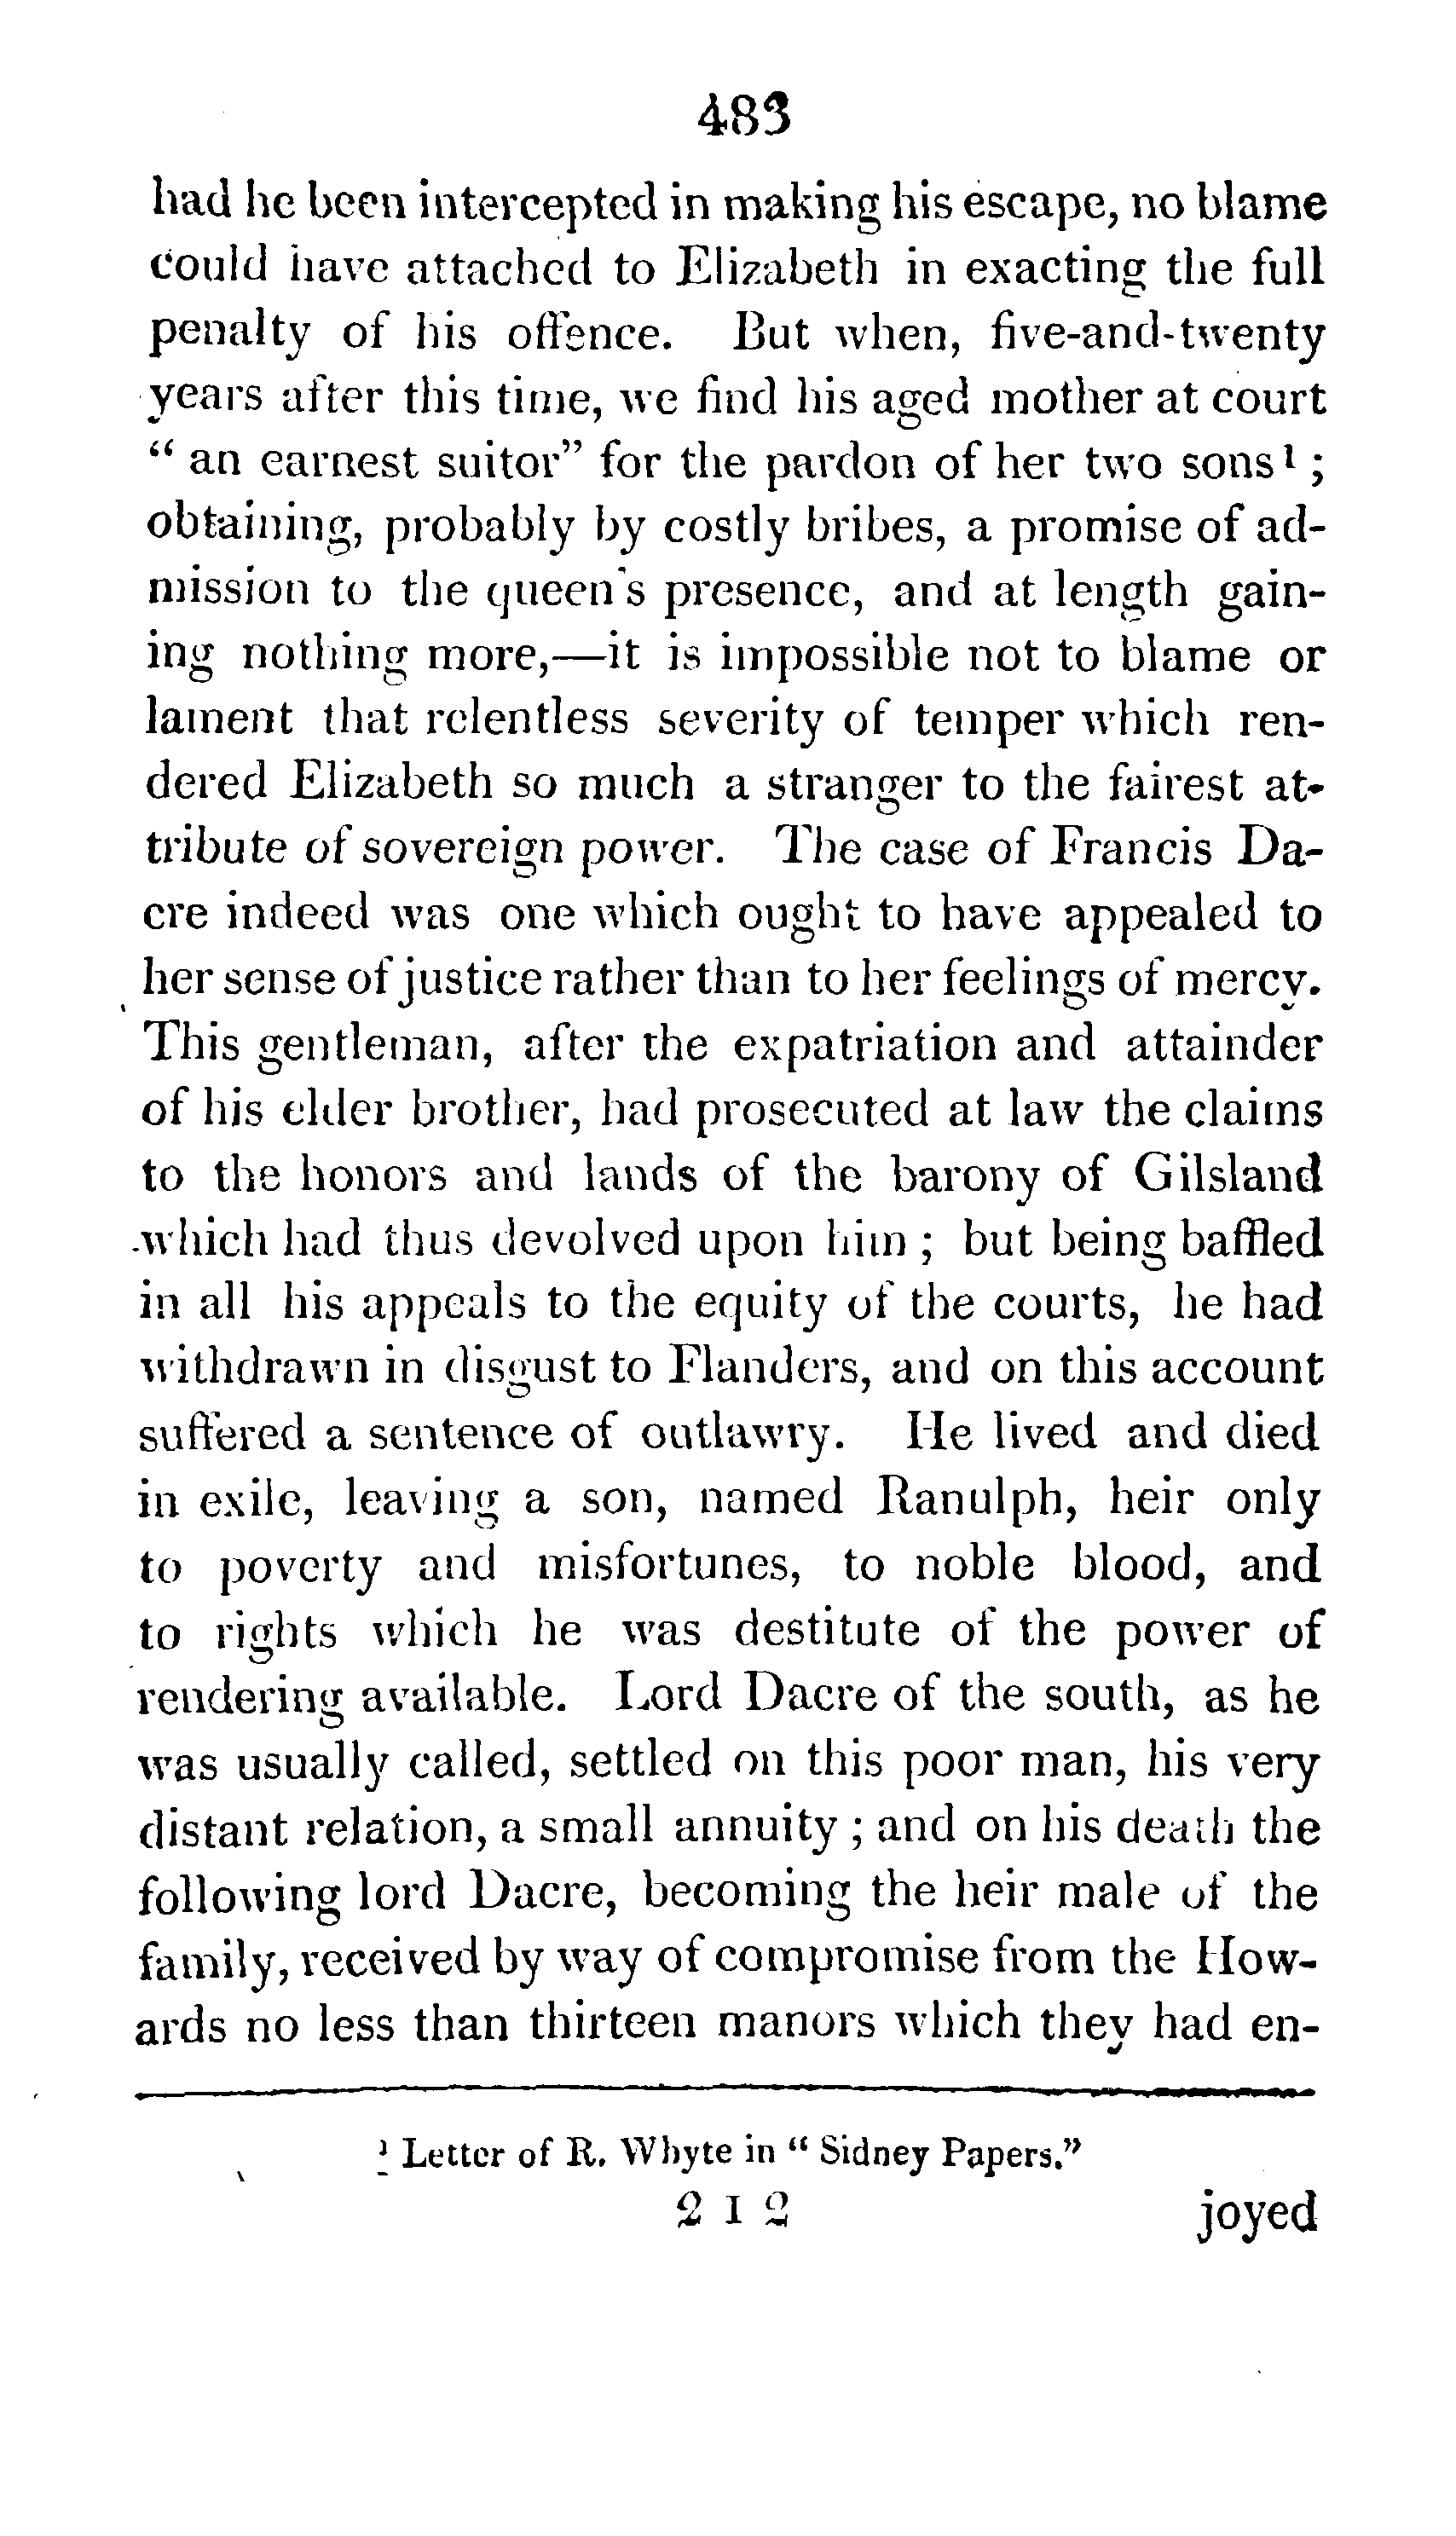 483
had he been intercepted in making his escape, no blame
could have attached to Elizabeth in exacting the full
penalty of his offence. But when, five-and-twenty
years after this time, we find his aged mother at court
“ an earnest suitor” for the pardon of her two sons¹ ;
obtaining, probably by costly bribes, a promise of ad-
mission to the queen's presence, and at length gain-
ing nothing more,—it is impossible not to blame or
lament that relentless severity of temper which ren-
dered Elizabeth so much a stranger to the fairest at-
tribute of sovereign power. The case of Francis Da-
cre indeed was one which ought to have appealed to
her sense of justice rather than to her feelings of mercy.
This gentleman, after the expatriation and attainder
of his elder brother, had prosecuted at law the claims
to the honors and lands of the barony of Gilsland
which had thus devolved upon him ; but being baffled
in all his appeals to the equity of the courts, he had
withdrawn in disgust to Flanders, and on this account
suffered a sentence of outlawry. He lived and died
in exile, leaving a son, named Ranulph, heir only
to poverty and misfortunes, to noble blood, and
to rights which he was destitute of the power of
rendering available. Lord Dacre of the south, as he
was usually called, settled on this poor man, his very
distant relation, a small annuity ; and on his death the
following lord Dacre, becoming the heir male of the
family, received by way of compromise from the How-
ards no less than thirteen manors which they had en-
¹ Letter of R. Whyte in “ Sidney Papers.”
2 I 2 joyed